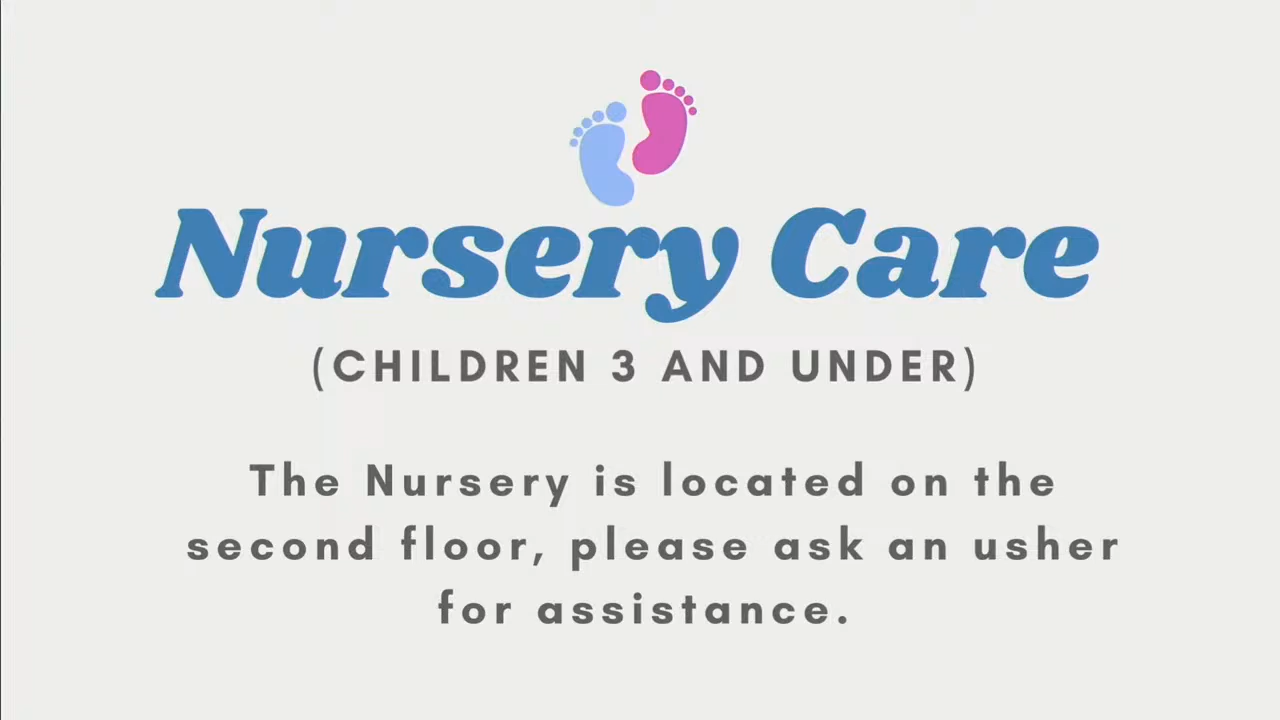 Nursery Care
(CHILDREN 3 AND UNDER)
The Nursery is located on the
second floor, please ask an usher
for assistance.